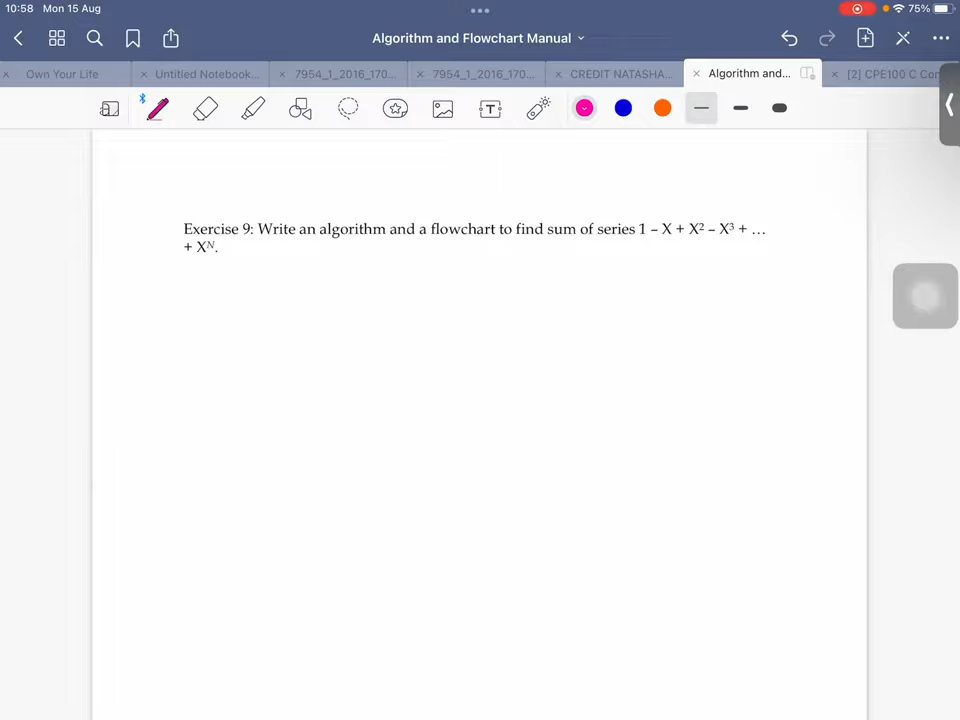 10:58 Mon 15 Aug 75%
Algorithm and Flowchart Manual
Own Your Life Untitled Notebook... 7954_1_2016_170... 7954_1_2016_170... CREDIT NATASHA... Algorithm and... [2] CPE100 C Con
T
Exercise 9: Write an algorithm and a flowchart to find sum of series 1 – X + X² – X³ + …
+ Xᴺ.